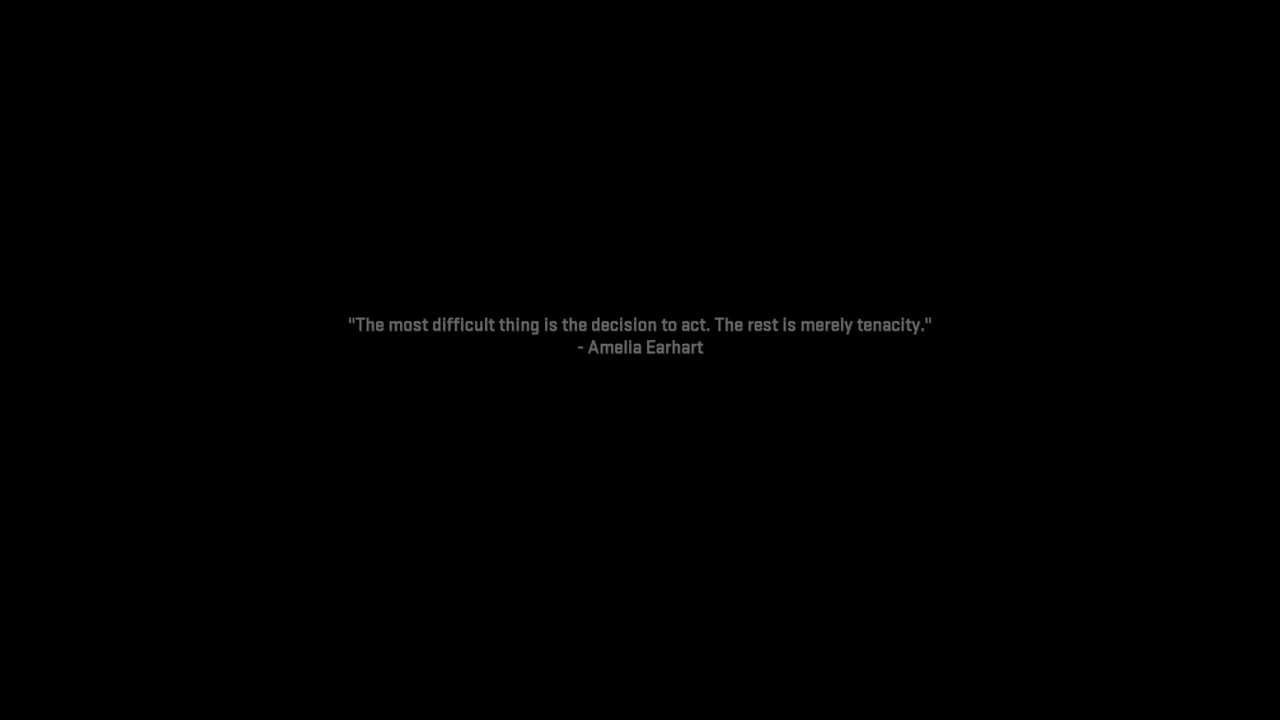 "The most difficult thing is the decision to act. The rest is merely tenacity."
- Amelia Earhart